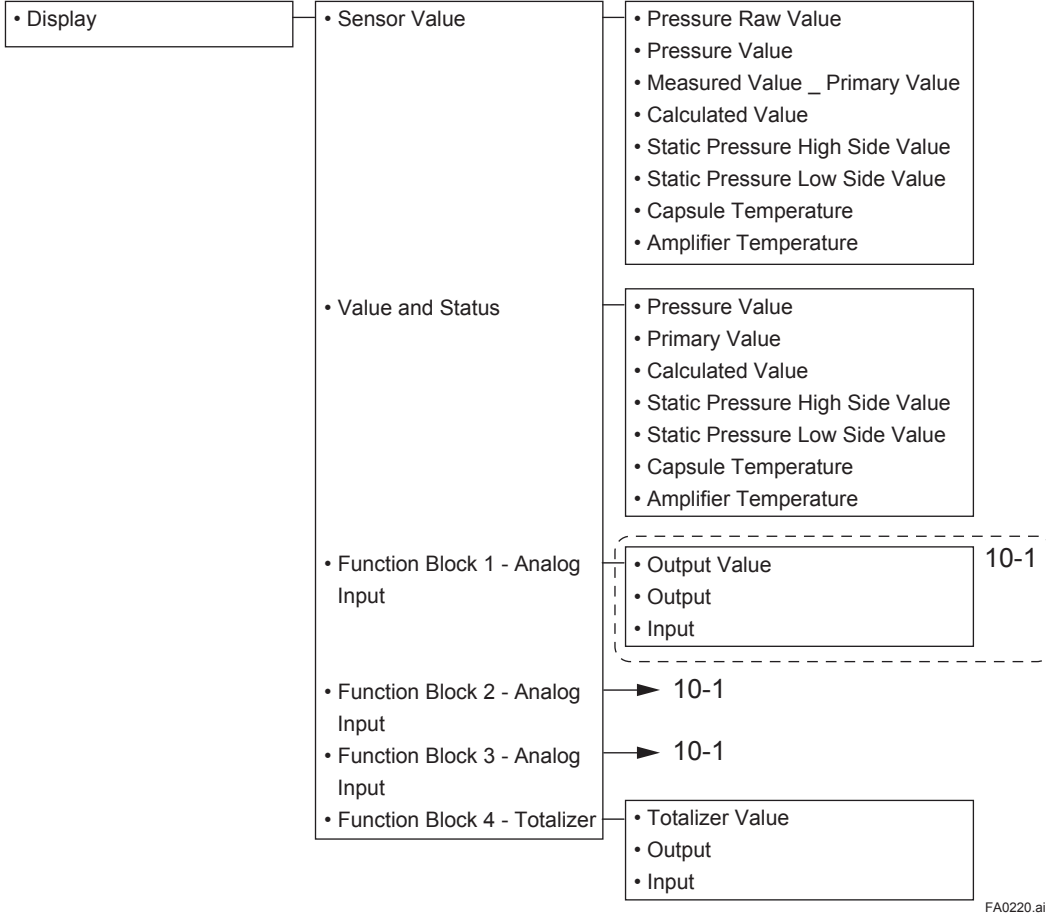 • Display
• Sensor Value
• Pressure Raw Value
• Pressure Value
• Measured Value _ Primary Value
• Calculated Value
• Static Pressure High Side Value
• Static Pressure Low Side Value
• Capsule Temperature
• Amplifier Temperature
• Value and Status
• Pressure Value
• Primary Value
• Calculated Value
• Static Pressure High Side Value
• Static Pressure Low Side Value
• Capsule Temperature
• Amplifier Temperature
• Function Block 1 - Analog
Input
• Output Value
• Output
• Input
10-1
• Function Block 2 - Analog
Input
10-1
• Function Block 3 - Analog
Input
10-1
• Function Block 4 - Totalizer
• Totalizer Value
• Output
• Input
FA0220.ai